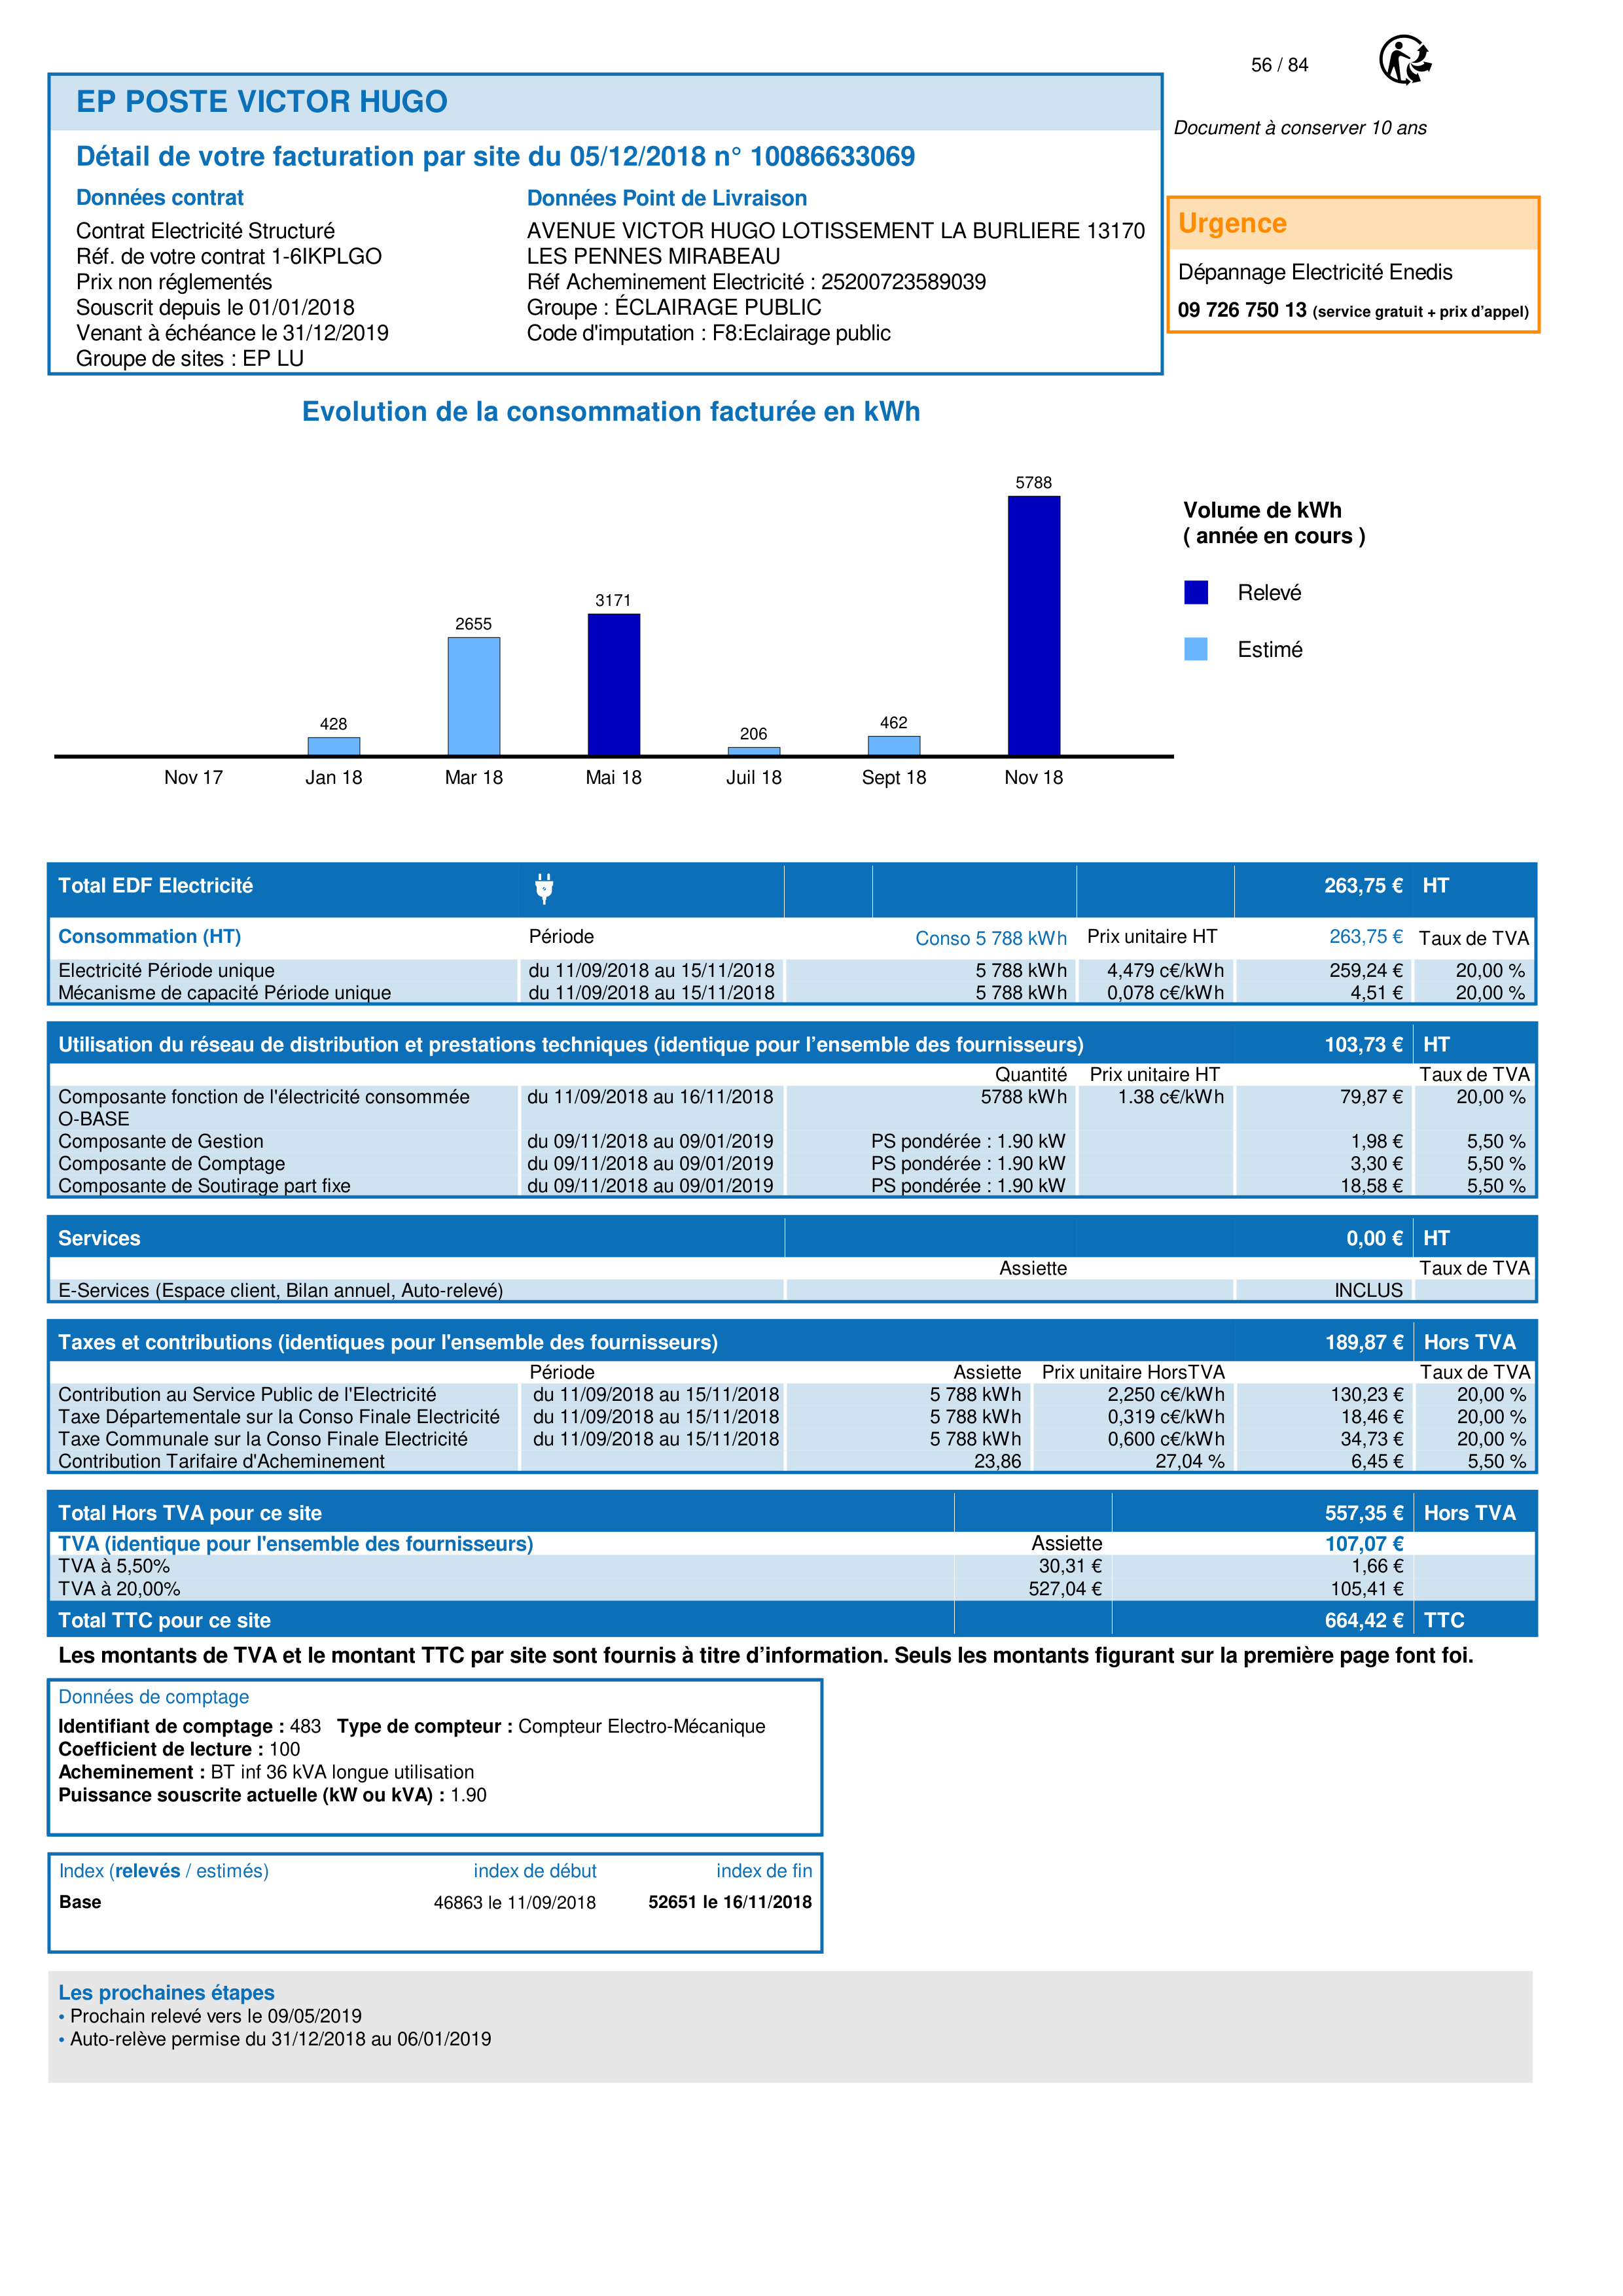 56 / 84
EP POSTE VICTOR HUGO
Document à conserver 10 ans
Détail de votre facturation par site du 05/12/2018 n° 10086633069
Données contrat
Contrat Electricité Structuré
Réf. de votre contrat 1-6IKPLGO
Prix non réglementés
Souscrit depuis le 01/01/2018
Venant à échéance le 31/12/2019
Groupe de sites : EP LU
Données Point de Livraison
AVENUE VICTOR HUGO LOTISSEMENT LA BURLIERE 13170
LES PENNES MIRABEAU
Réf Acheminement Electricité : 25200723589039
Groupe : ÉCLAIRAGE PUBLIC
Code d'imputation : F8:Eclairage public
Urgence
Dépannage Electricité Enedis
09 726 750 13 (service gratuit + prix d’appel)
Evolution de la consommation facturée en kWh
428
2655
3171
206
462
5788
Nov 17 Jan 18 Mar 18 Mai 18 Juil 18 Sept 18 Nov 18
Volume de kWh
( année en cours )
Relevé
Estimé
Total EDF Electricité 263,75 € HT
Consommation (HT) Période Conso 5 788 kWh Prix unitaire HT 263,75 € Taux de TVA
Electricité Période unique du 11/09/2018 au 15/11/2018 5 788 kWh 4,479 c€/kWh 259,24 € 20,00 %
Mécanisme de capacité Période unique du 11/09/2018 au 15/11/2018 5 788 kWh 0,078 c€/kWh 4,51 € 20,00 %
Utilisation du réseau de distribution et prestations techniques (identique pour l’ensemble des fournisseurs) 103,73 € HT
Quantité Prix unitaire HT Taux de TVA
Composante fonction de l'électricité consommée du 11/09/2018 au 16/11/2018 5788 kWh 1.38 c€/kWh 79,87 € 20,00 %
O-BASE
Composante de Gestion du 09/11/2018 au 09/01/2019 PS pondérée : 1.90 kW 1,98 € 5,50 %
Composante de Comptage du 09/11/2018 au 09/01/2019 PS pondérée : 1.90 kW 3,30 € 5,50 %
Composante de Soutirage part fixe du 09/11/2018 au 09/01/2019 PS pondérée : 1.90 kW 18,58 € 5,50 %
Services 0,00 € HT
Assiette Taux de TVA
E-Services (Espace client, Bilan annuel, Auto-relevé) INCLUS
Taxes et contributions (identiques pour l'ensemble des fournisseurs) 189,87 € Hors TVA
Période Assiette Prix unitaire HorsTVA Taux de TVA
Contribution au Service Public de l'Electricité du 11/09/2018 au 15/11/2018 5 788 kWh 2,250 c€/kWh 130,23 € 20,00 %
Taxe Départementale sur la Conso Finale Electricité du 11/09/2018 au 15/11/2018 5 788 kWh 0,319 c€/kWh 18,46 € 20,00 %
Taxe Communale sur la Conso Finale Electricité du 11/09/2018 au 15/11/2018 5 788 kWh 0,600 c€/kWh 34,73 € 20,00 %
Contribution Tarifaire d'Acheminement 23,86 27,04 % 6,45 € 5,50 %
Total Hors TVA pour ce site 557,35 € Hors TVA
TVA (identique pour l'ensemble des fournisseurs) Assiette 107,07 €
TVA à 5,50% 30,31 € 1,66 €
TVA à 20,00% 527,04 € 105,41 €
Total TTC pour ce site 664,42 € TTC
Les montants de TVA et le montant TTC par site sont fournis à titre d’information. Seuls les montants figurant sur la première page font foi.
Données de comptage
Identifiant de comptage : 483 Type de compteur : Compteur Electro-Mécanique
Coefficient de lecture : 100
Acheminement : BT inf 36 kVA longue utilisation
Puissance souscrite actuelle (kW ou kVA) : 1.90
Index (relevés / estimés) index de début index de fin
Base 46863 le 11/09/2018 52651 le 16/11/2018
Les prochaines étapes
• Prochain relevé vers le 09/05/2019
• Auto-relève permise du 31/12/2018 au 06/01/2019